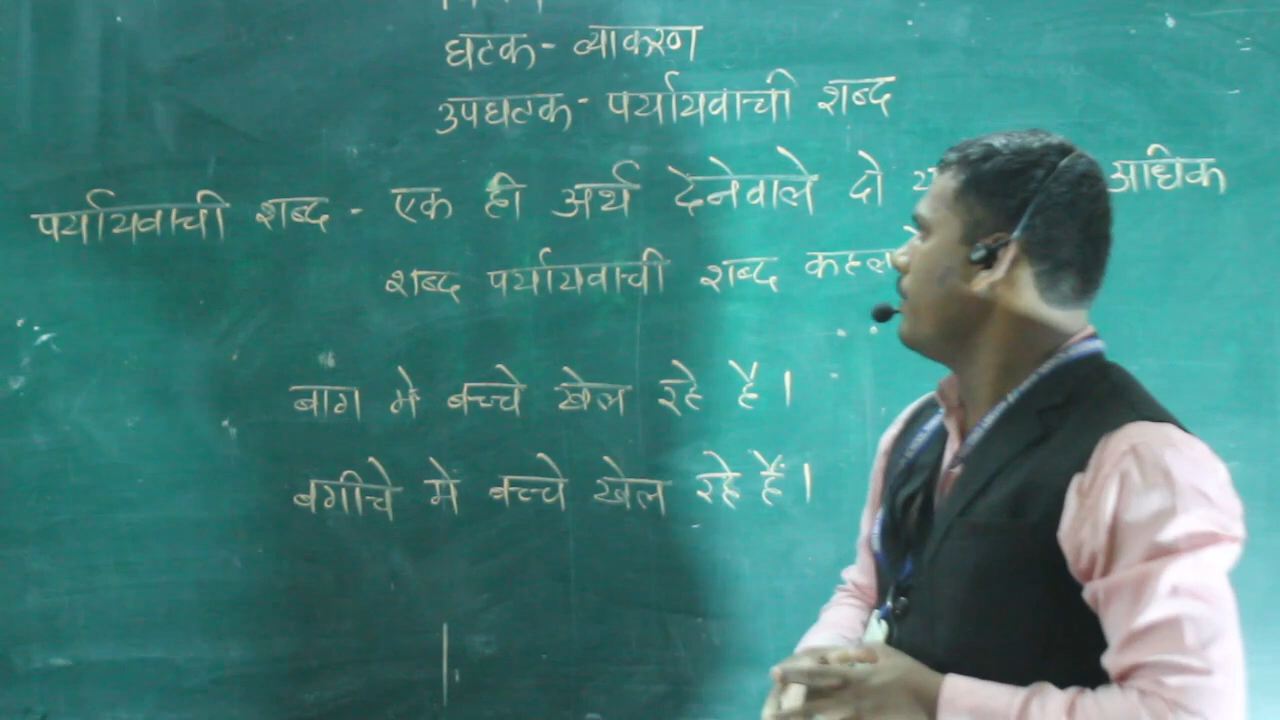 घटक - व्याकरण
उपघटक - पर्यायवाची शब्द
पर्यायवाची शब्द - एक ही अर्थ देनेवाले दो अधिक
शब्द पर्यायवाची शब्द
बाग में बच्चे खेल रहे हैं।
बगीचे में बच्चे खेल रहे हैं।